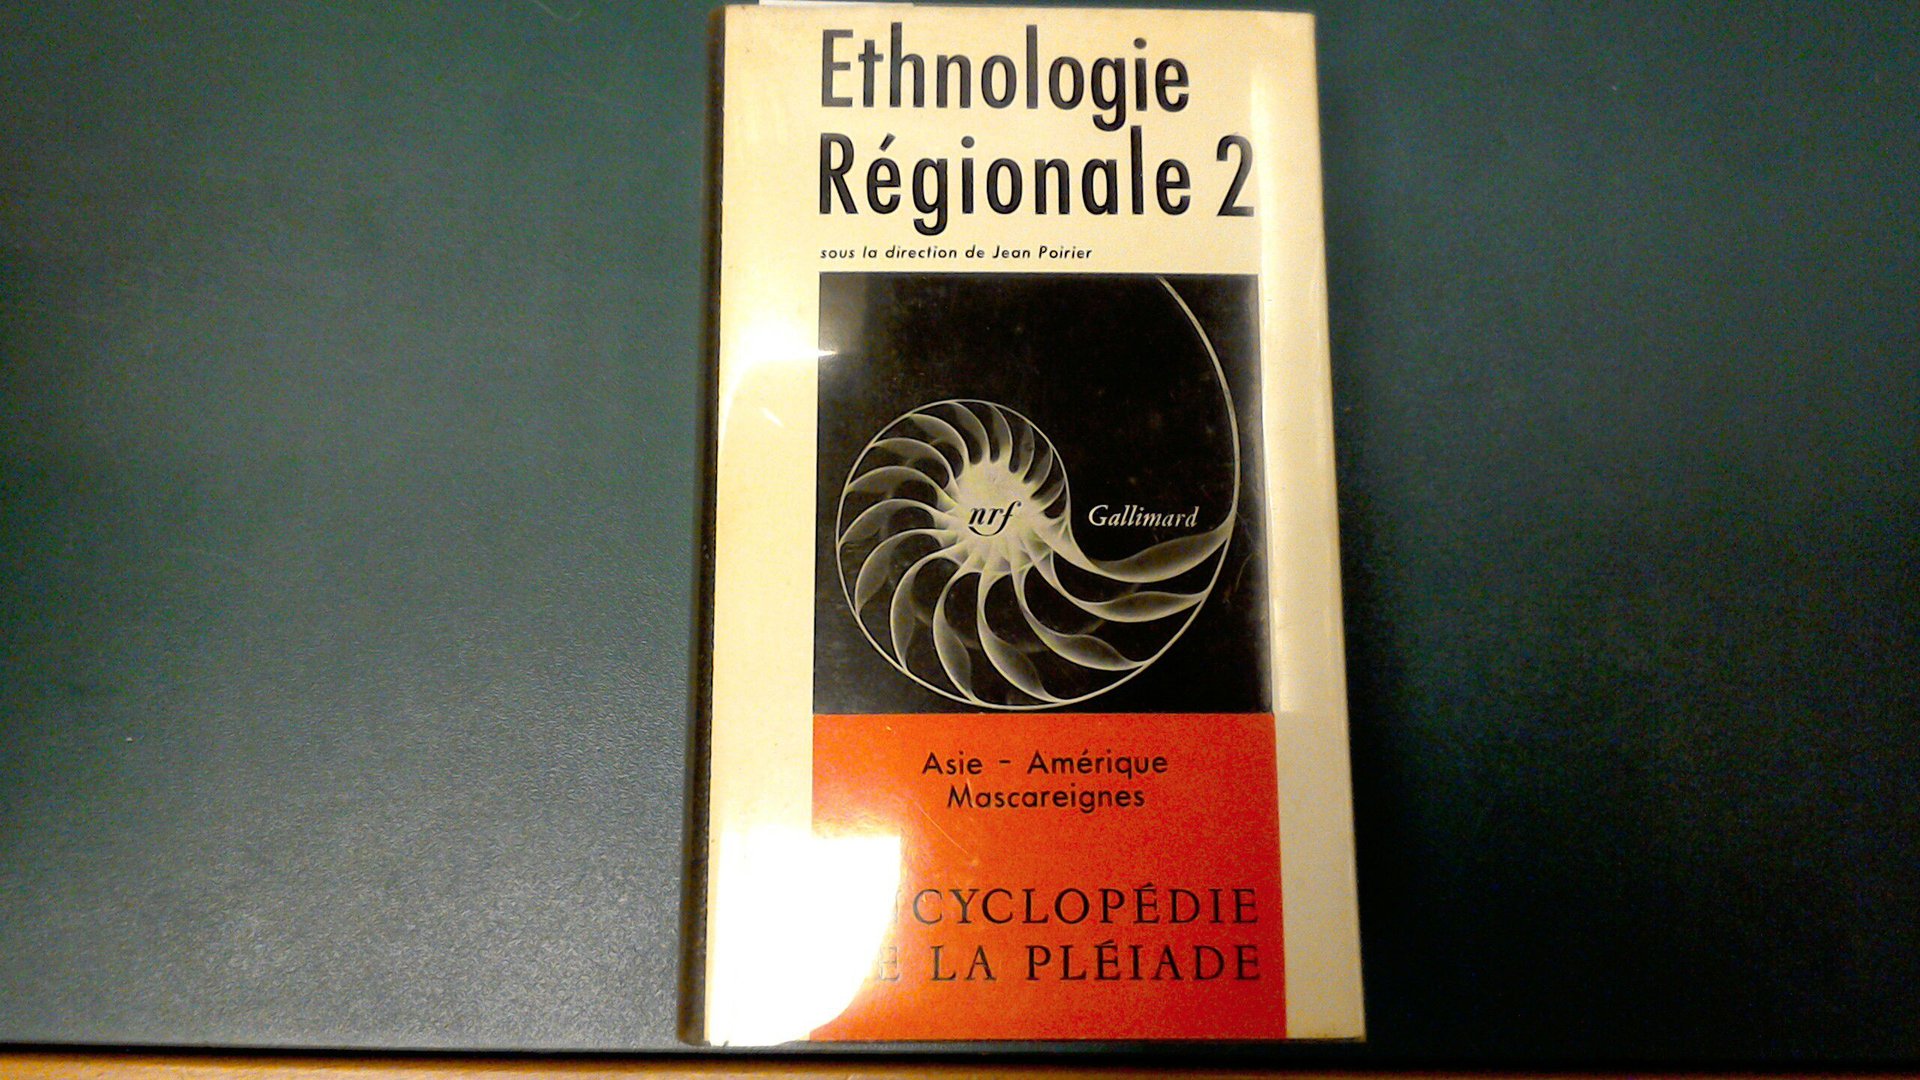 Ethnologie
Régionale 2
sous la direction de Jean Poirier
nrf
Gallimard
Asie - Amérique
Mascareignes
CYCLOPÉDIE
E LA PLÉIADE